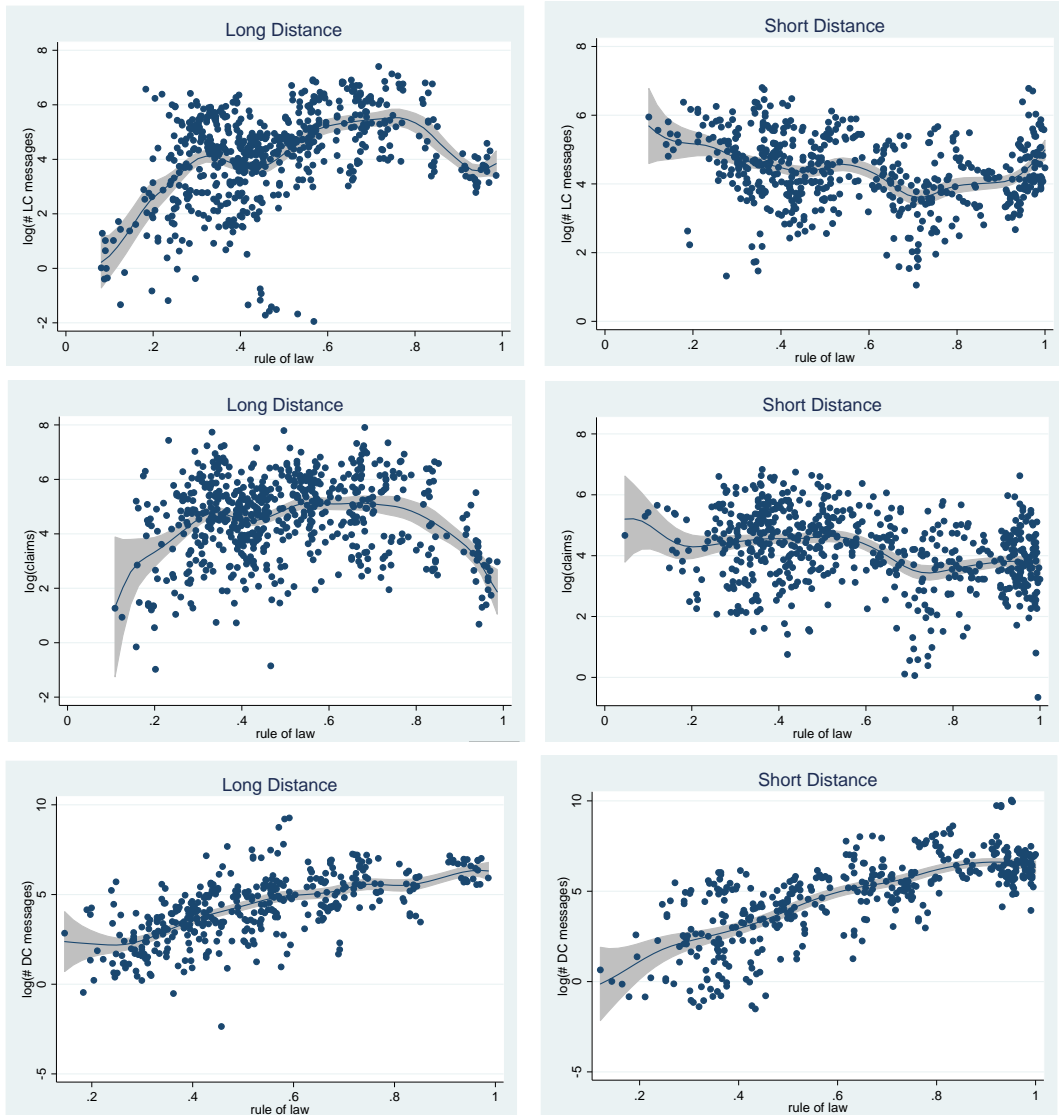 Long Distance
8
6
4
2
0
-2
log(# LC messages)
0 .2 .4 .6 .8 1
rule of law
Short Distance
8
6
4
2
0
log(# LC messages)
0 .2 .4 .6 .8 1
rule of law
Long Distance
8
6
4
2
0
-2
log(claims)
0 .2 .4 .6 .8 1
rule of law
Short Distance
8
6
4
2
0
log(claims)
0 .2 .4 .6 .8 1
rule of law
Long Distance
10
5
0
-5
log(# DC messages)
.2 .4 .6 .8 1
rule of law
Short Distance
10
5
0
-5
log(# DC messages)
.2 .4 .6 .8 1
rule of law